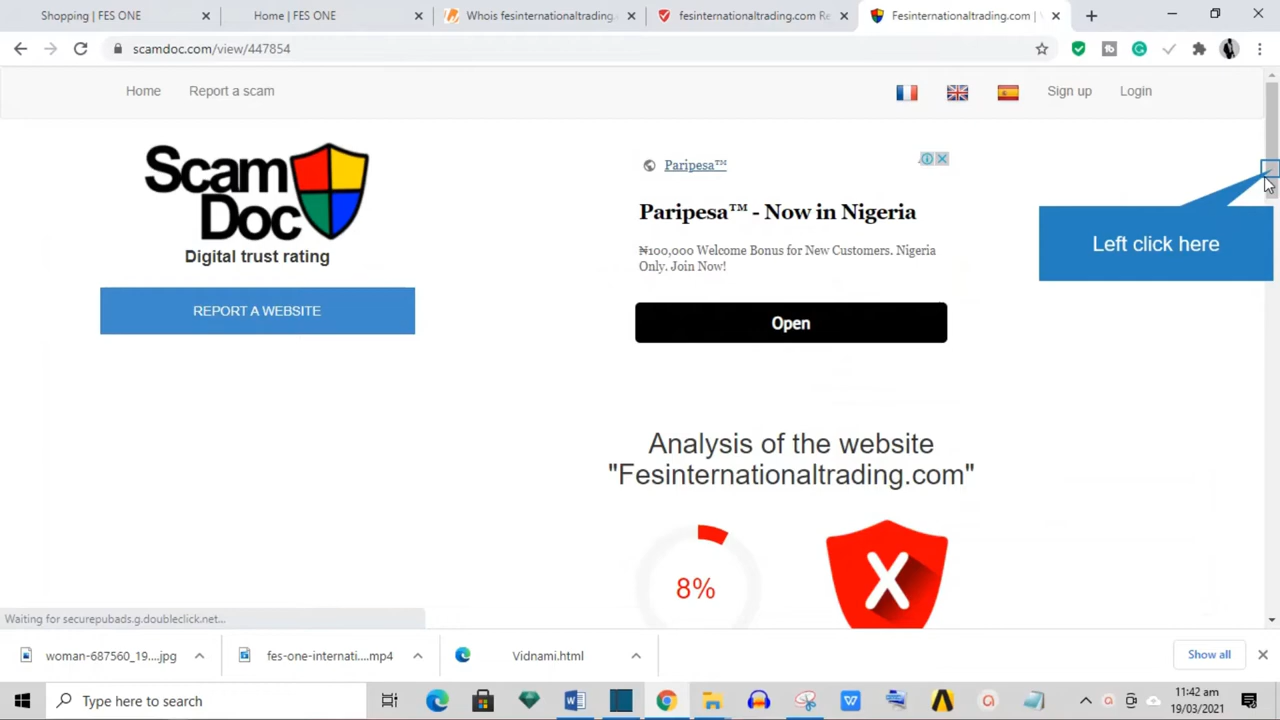 Shopping | FES ONE
Home | FES ONE
Whois fesinternationaltrading.
fesinternationaltrading.com Re
Fesinternationaltrading.com | V
scamdoc.com/view/447854
Home
Report a scam
Sign up
Login
Scam
Doc
Digital trust rating
REPORT A WEBSITE
Paripesa™
Paripesa™ - Now in Nigeria
₦100,000 Welcome Bonus for New Customers. Nigeria
Only. Join Now!
Open
Left click here
Analysis of the website
"Fesinternationaltrading.com"
8%
X
Waiting for securepubads.g.doubleclick.net...
woman-687560_19....jpg
fes-one-internati....mp4
Vidnami.html
Show all
Type here to search
11:42 am
19/03/2021